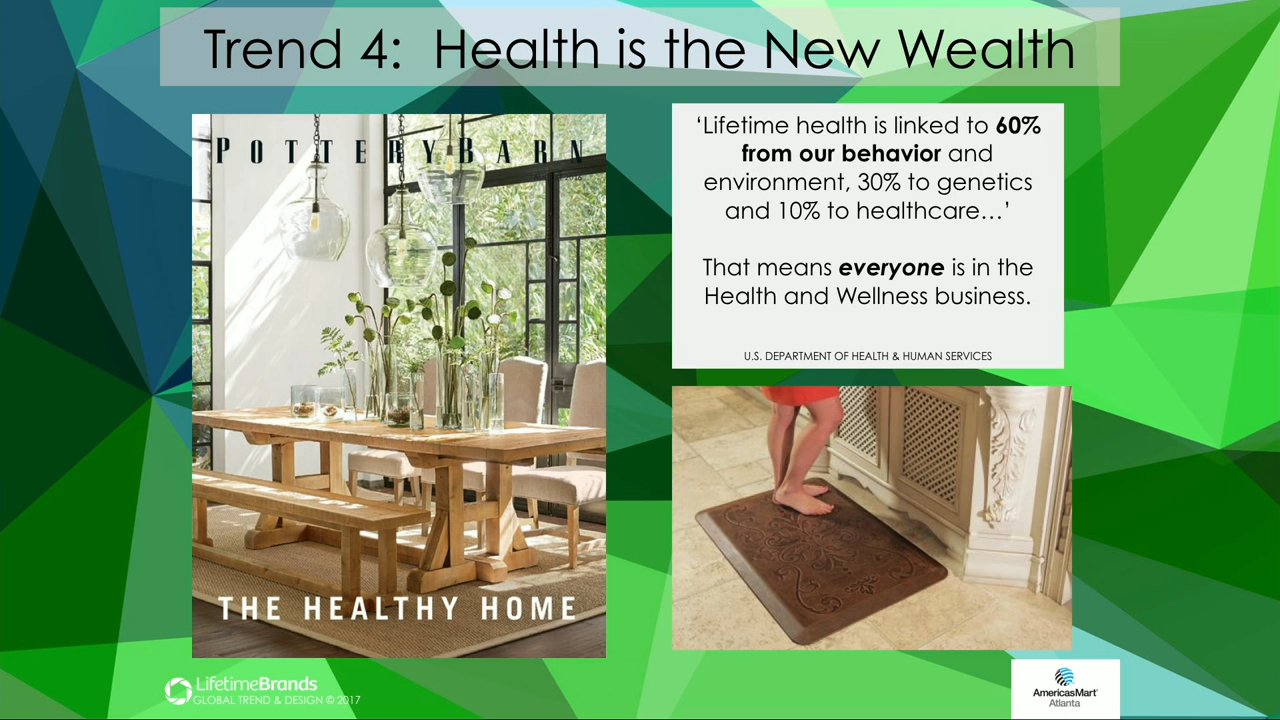 Trend 4: Health is the New Wealth
POTTERY BARN
THE HEALTHY HOME
‘Lifetime health is linked to 60%
from our behavior and
environment, 30% to genetics
and 10% to healthcare…’
That means everyone is in the
Health and Wellness business.
U.S. DEPARTMENT OF HEALTH & HUMAN SERVICES
LifetimeBrands
GLOBAL TREND & DESIGN © 2017
AmericasMart
Atlanta